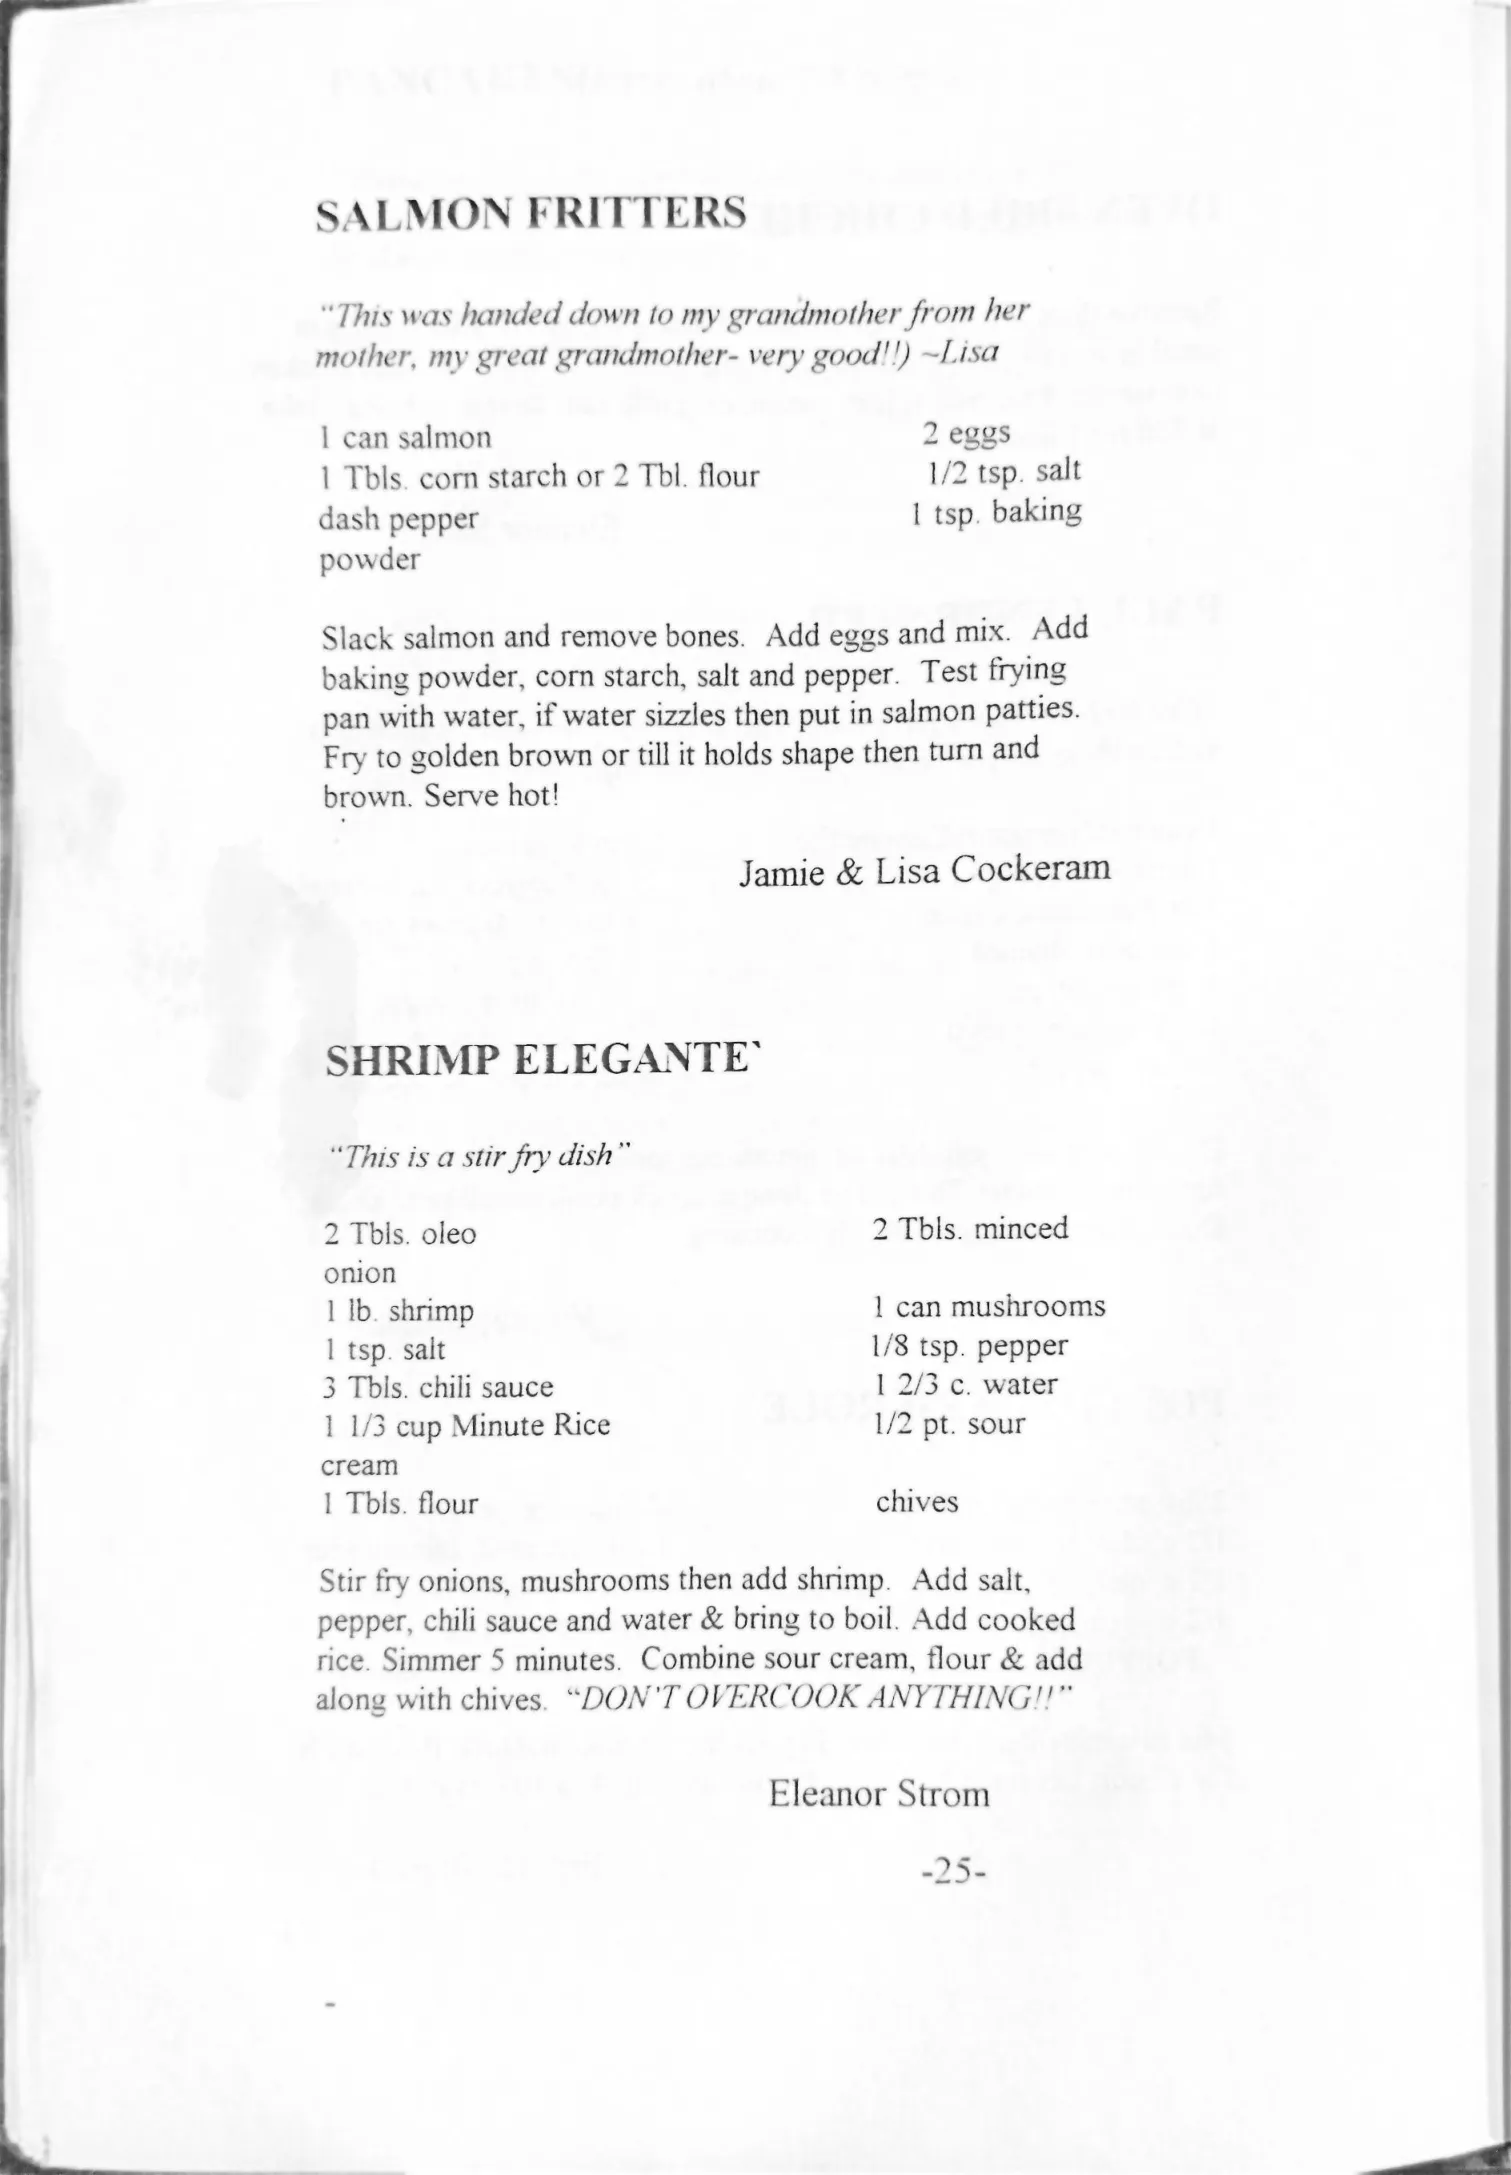 SALMON FRITTERS
"This was handed down to my grandmother from her
mother, my great grandmother- very good!!) ~Lisa
1 can salmon 2 eggs
1 Tbls. corn starch or 2 Tbl. flour 1/2 tsp. salt
dash pepper 1 tsp. baking
powder
Slack salmon and remove bones. Add eggs and mix. Add
baking powder, corn starch, salt and pepper. Test frying
pan with water, if water sizzles then put in salmon patties.
Fry to golden brown or till it holds shape then turn and
brown. Serve hot!
Jamie & Lisa Cockeram
SHRIMP ELEGANTE`
"This is a stir fry dish"
2 Tbls. oleo 2 Tbls. minced
onion
1 lb. shrimp 1 can mushrooms
1 tsp. salt 1/8 tsp. pepper
3 Tbls. chili sauce 1 2/3 c. water
1 1/3 cup Minute Rice 1/2 pt. sour
cream
1 Tbls. flour chives
Stir fry onions, mushrooms then add shrimp. Add salt,
pepper, chili sauce and water & bring to boil. Add cooked
rice. Simmer 5 minutes. Combine sour cream, flour & add
along with chives. "DON'T OVERCOOK ANYTHING!!"
Eleanor Strom
-25-